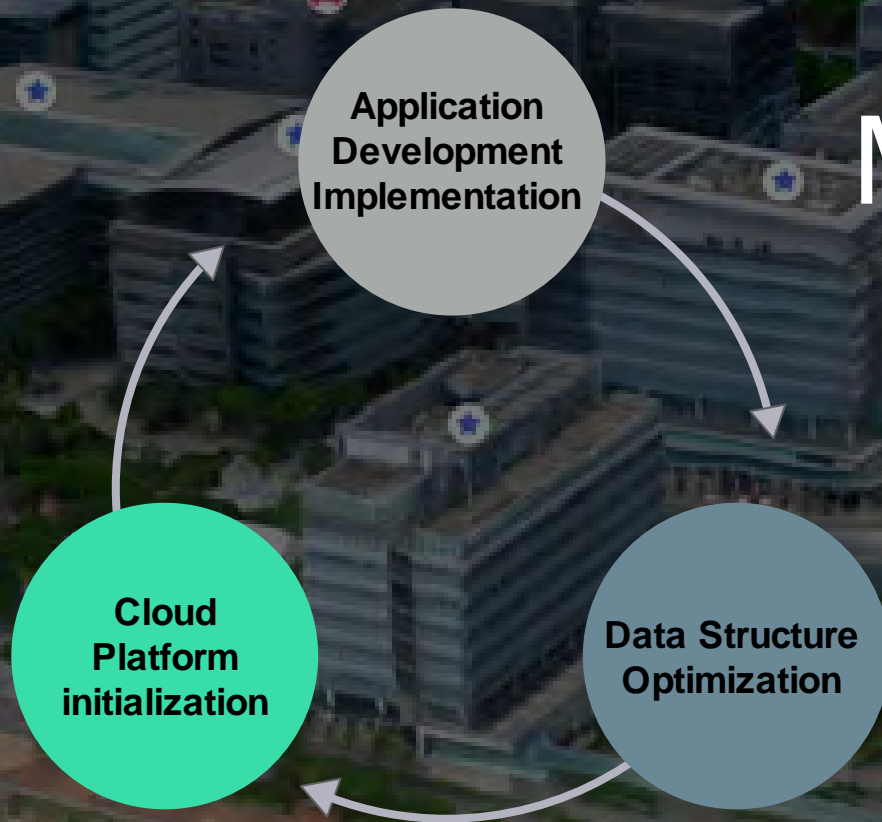 Application
Development
Implementation
Cloud
Platform
initialization
Data Structure
Optimization